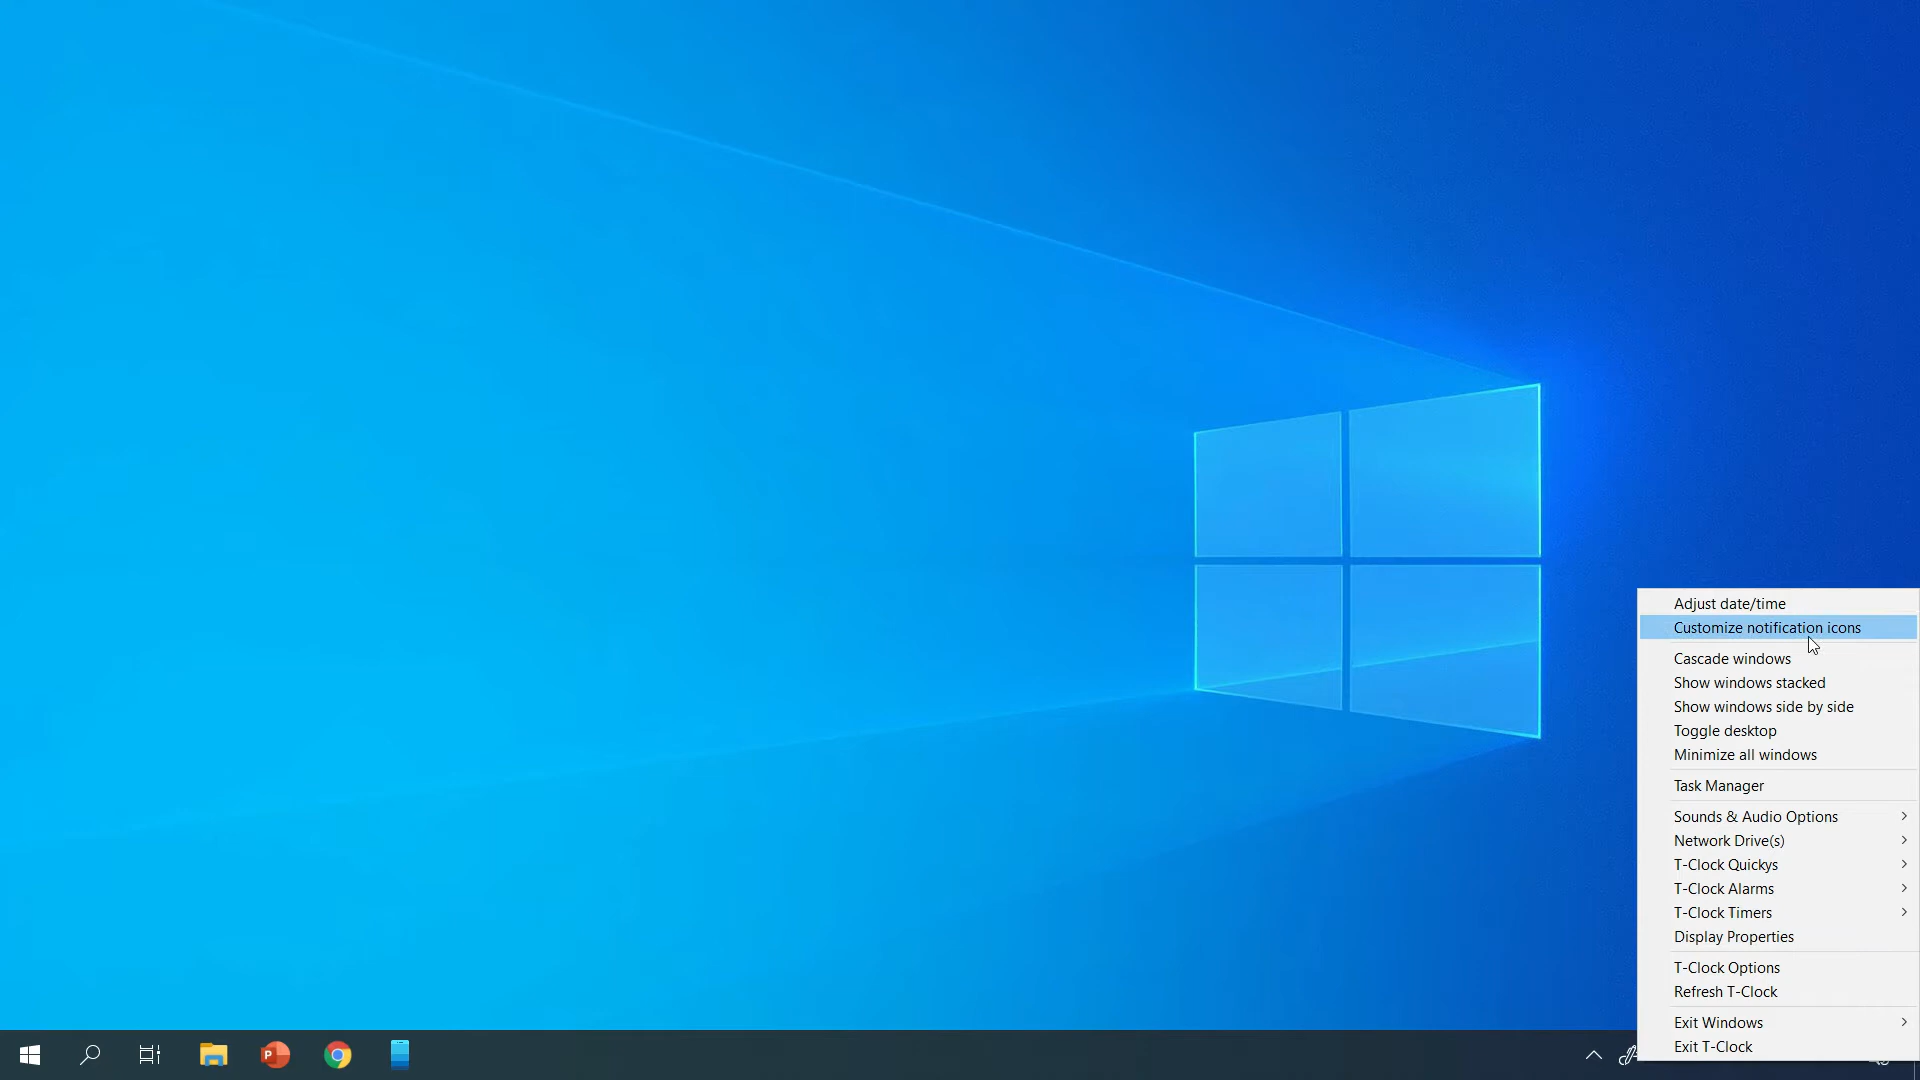 Adjust date/time
Customize notification icons
Cascade windows
Show windows stacked
Show windows side by side
Toggle desktop
Minimize all windows
Task Manager
Sounds & Audio Options
Network Drive(s)
T-Clock Quickys
T-Clock Alarms
T-Clock Timers
Display Properties
T-Clock Options
Refresh T-Clock
Exit Windows
Exit T-Clock
P